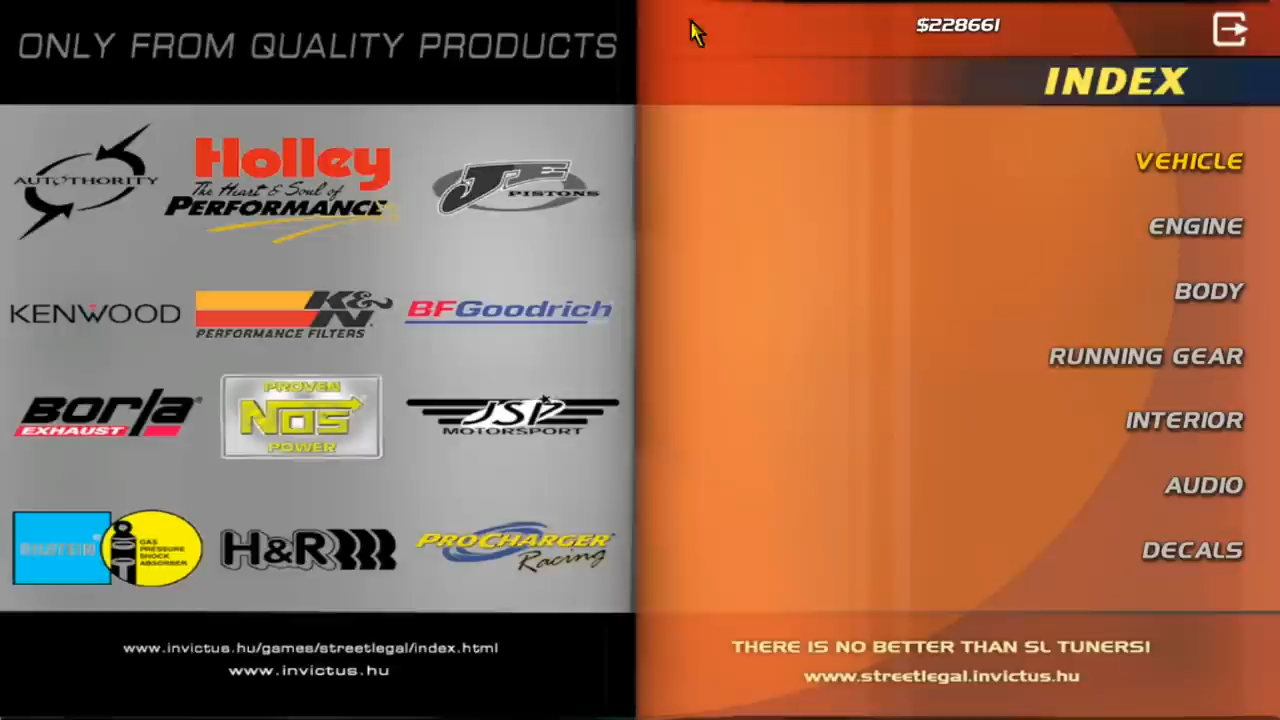 ONLY FROM QUALITY PRODUCTS
AUTOTHORITY
Holley
The Heart & Soul of
PERFORMANCE
JE
PISTONS
KENWOOD
K&N
PERFORMANCE FILTERS
BFGoodrich
Borla
EXHAUST
PROVEN
NOS
POWER
JSP
MOTORSPORT
BILSTEIN
GAS
PRESSURE
SHOCK
ABSORBER
H&R
PROCHARGER
Racing
www.invictus.hu/games/streetlegal/index.html
www.invictus.hu
$228661
INDEX
VEHICLE
ENGINE
BODY
RUNNING GEAR
INTERIOR
AUDIO
DECALS
THERE IS NO BETTER THAN SL TUNERS!
www.streetlegal.invictus.hu